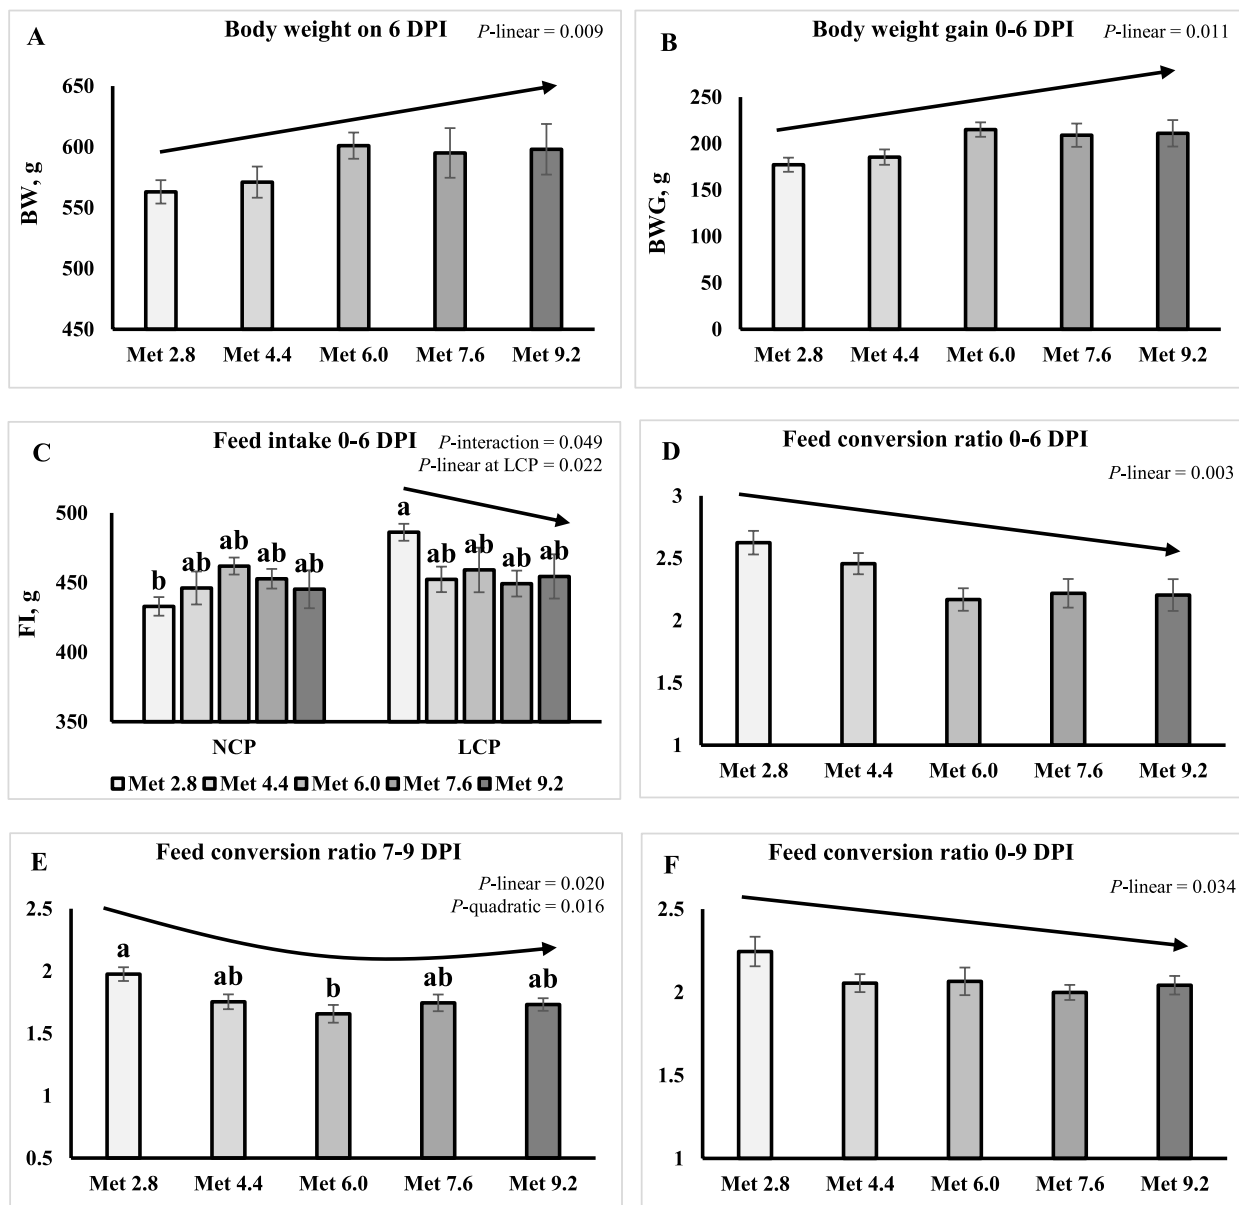 A
Body weight on 6 DPI
P-linear = 0.009
BW, g
650
600
550
500
450
Met 2.8 Met 4.4 Met 6.0 Met 7.6 Met 9.2
B
Body weight gain 0-6 DPI
P-linear = 0.011
BWG, g
250
200
150
100
50
0
Met 2.8 Met 4.4 Met 6.0 Met 7.6 Met 9.2
C
Feed intake 0-6 DPI
P-interaction = 0.049
P-linear at LCP = 0.022
FI, g
500
450
400
350
b ab ab ab ab
a ab ab ab ab
NCP LCP
Met 2.8 Met 4.4 Met 6.0 Met 7.6 Met 9.2
D
Feed conversion ratio 0-6 DPI
P-linear = 0.003
3
2.5
2
1.5
1
Met 2.8 Met 4.4 Met 6.0 Met 7.6 Met 9.2
E
Feed conversion ratio 7-9 DPI
P-linear = 0.020
P-quadratic = 0.016
2.5
2
1.5
1
0.5
a ab b ab ab
Met 2.8 Met 4.4 Met 6.0 Met 7.6 Met 9.2
F
Feed conversion ratio 0-9 DPI
P-linear = 0.034
2.5
2
1.5
1
Met 2.8 Met 4.4 Met 6.0 Met 7.6 Met 9.2